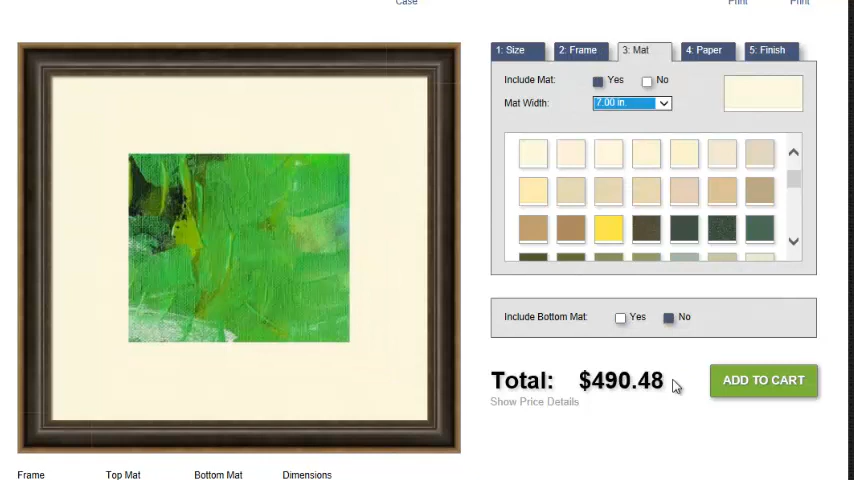 Case
Print
Print
1: Size
2: Frame
3: Mat
4: Paper
5: Finish
Include Mat:
Yes
No
Mat Width:
7.00 in.
Include Bottom Mat:
Yes
No
Total: $490.48
ADD TO CART
Show Price Details
Frame
Top Mat
Bottom Mat
Dimensions